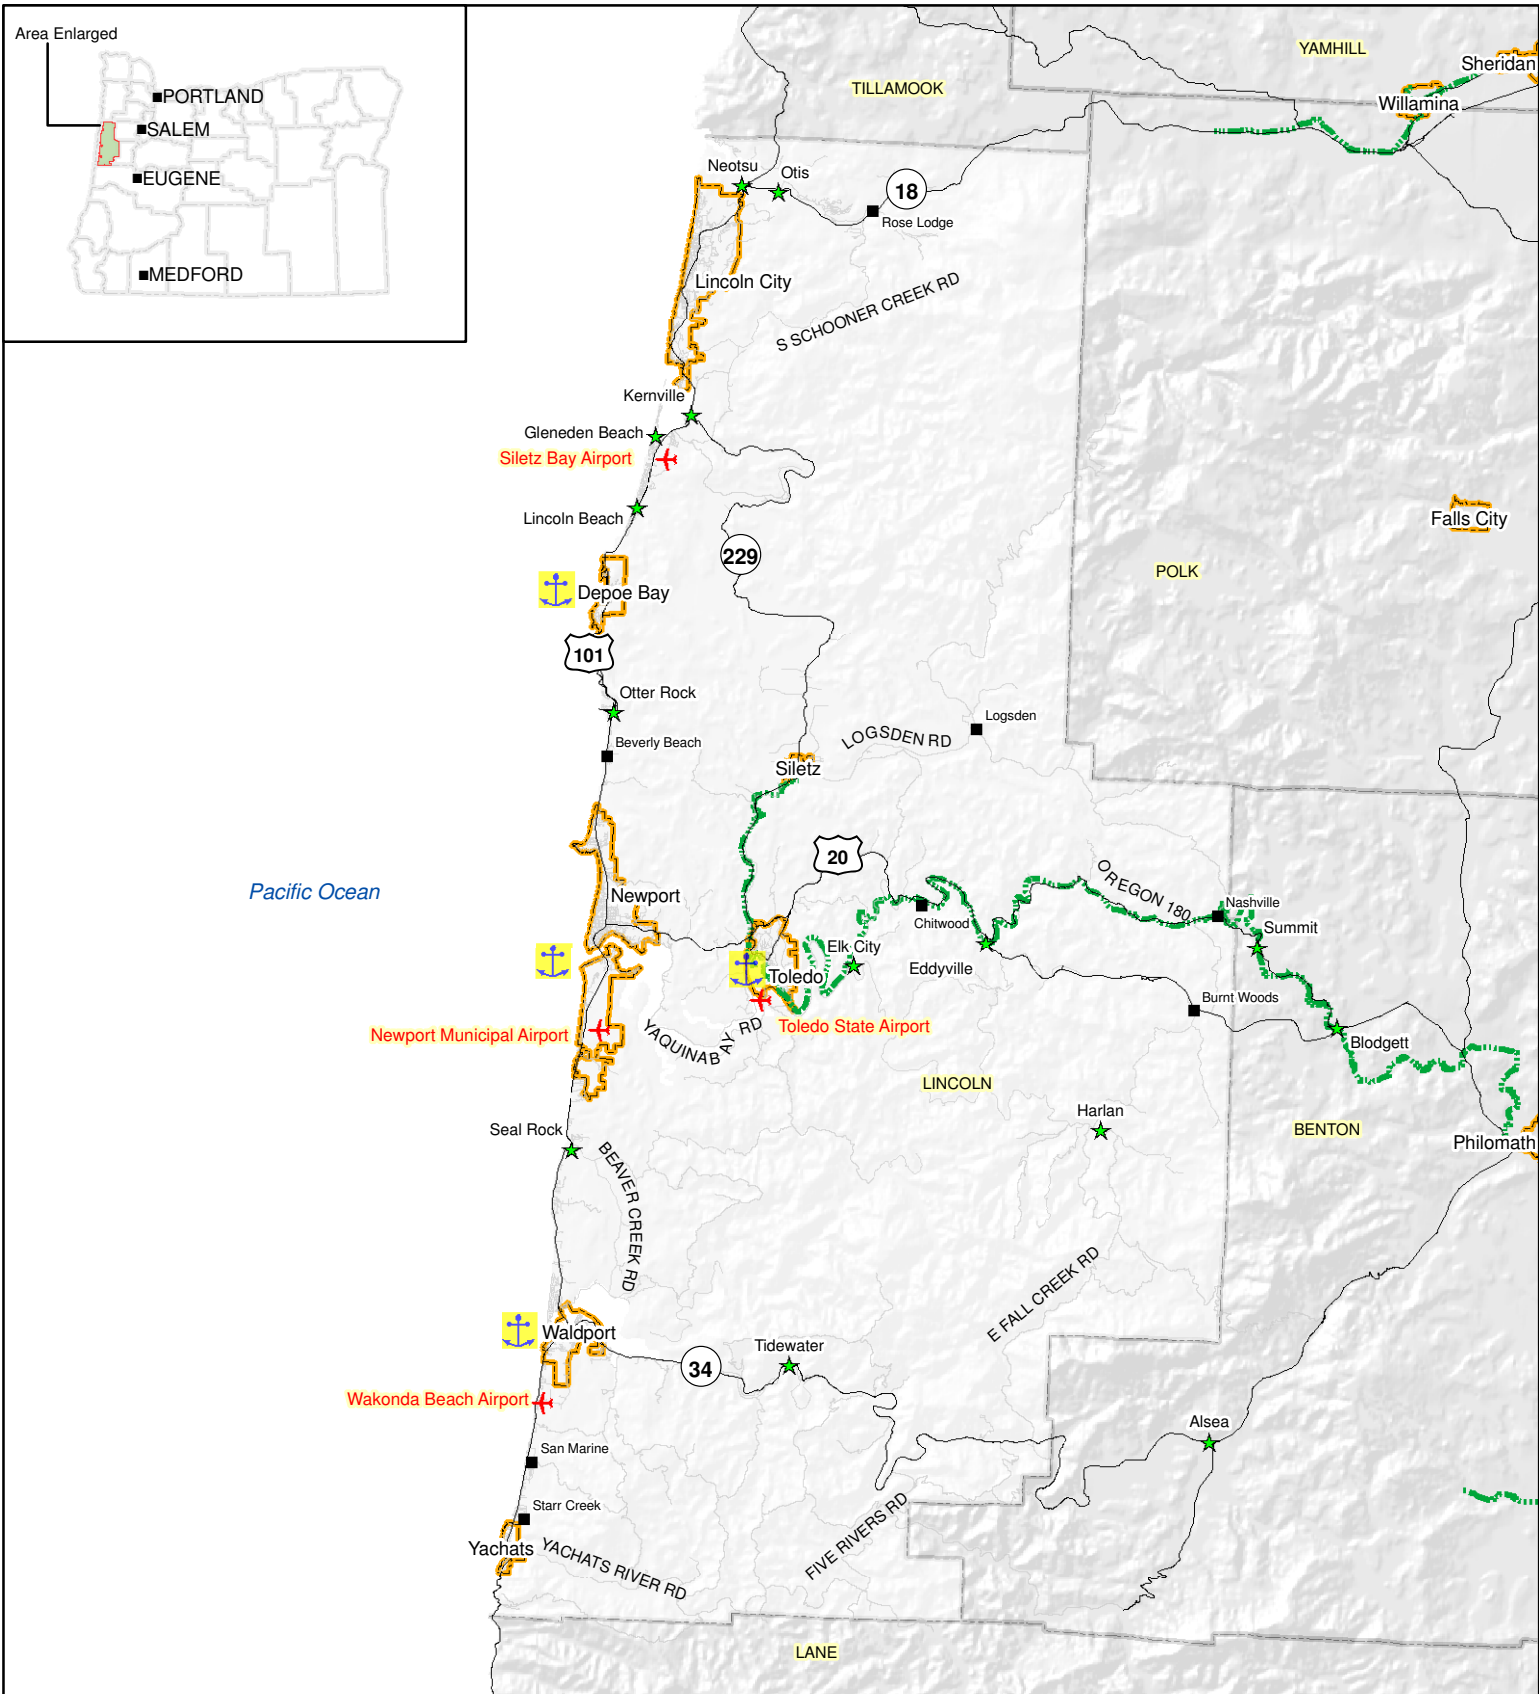 Area Enlarged
PORTLAND
SALEM
EUGENE
MEDFORD
YAMHILL
Sheridan
TILLAMOOK
Willamina
Neotsu
Otis
18
Rose Lodge
Lincoln City
S SCHOONER CREEK RD
Kernville
Gleneden Beach
Siletz Bay Airport
Lincoln Beach
Falls City
229
POLK
Depoe Bay
101
Otter Rock
Logsden
Beverly Beach
LOGSDEN RD
Siletz
20
Pacific Ocean
Newport
OREGON 180
Nashville
Chitwood
Summit
Elk City
Eddyville
Toledo
Burnt Woods
Newport Municipal Airport
YAQUINA BAY RD
Toledo State Airport
Blodgett
LINCOLN
Harlan
Seal Rock
BENTON
Philomath
BEAVER CREEK RD
E FALL CREEK RD
Waldport
34
Tidewater
Wakonda Beach Airport
Alsea
San Marine
Starr Creek
Yachats
YACHATS RIVER RD
FIVE RIVERS RD
LANE